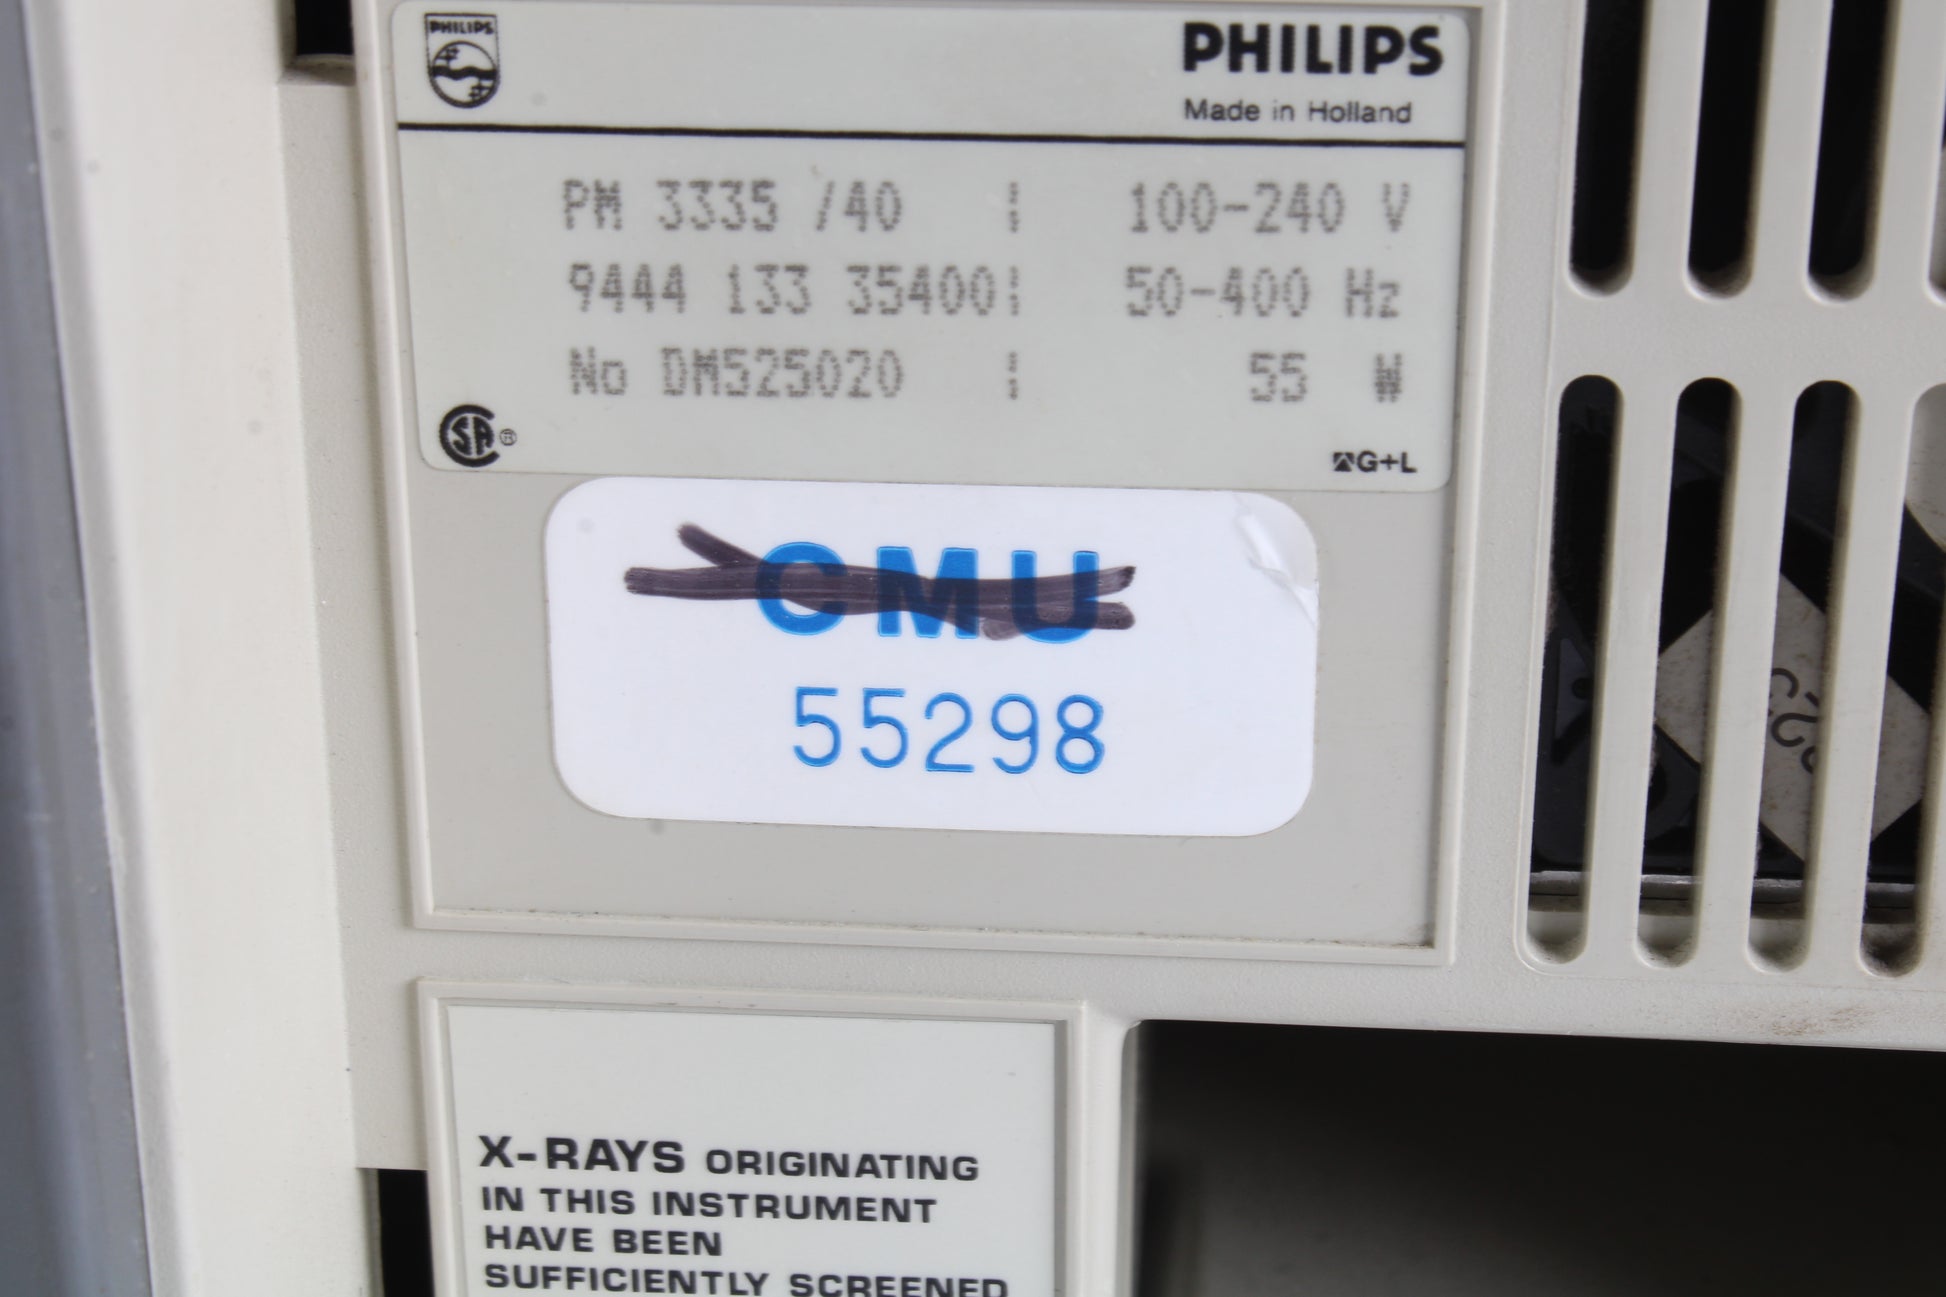 PHILIPS
PHILIPS
Made in Holland
PM 3335 /40 : 100-240 V
9444 133 35400: 50-400 Hz
No DM525020 : 55 W
SA®
G+L
CMU
55298
X-RAYS ORIGINATING
IN THIS INSTRUMENT
HAVE BEEN
SUFFICIENTLY SCREENED